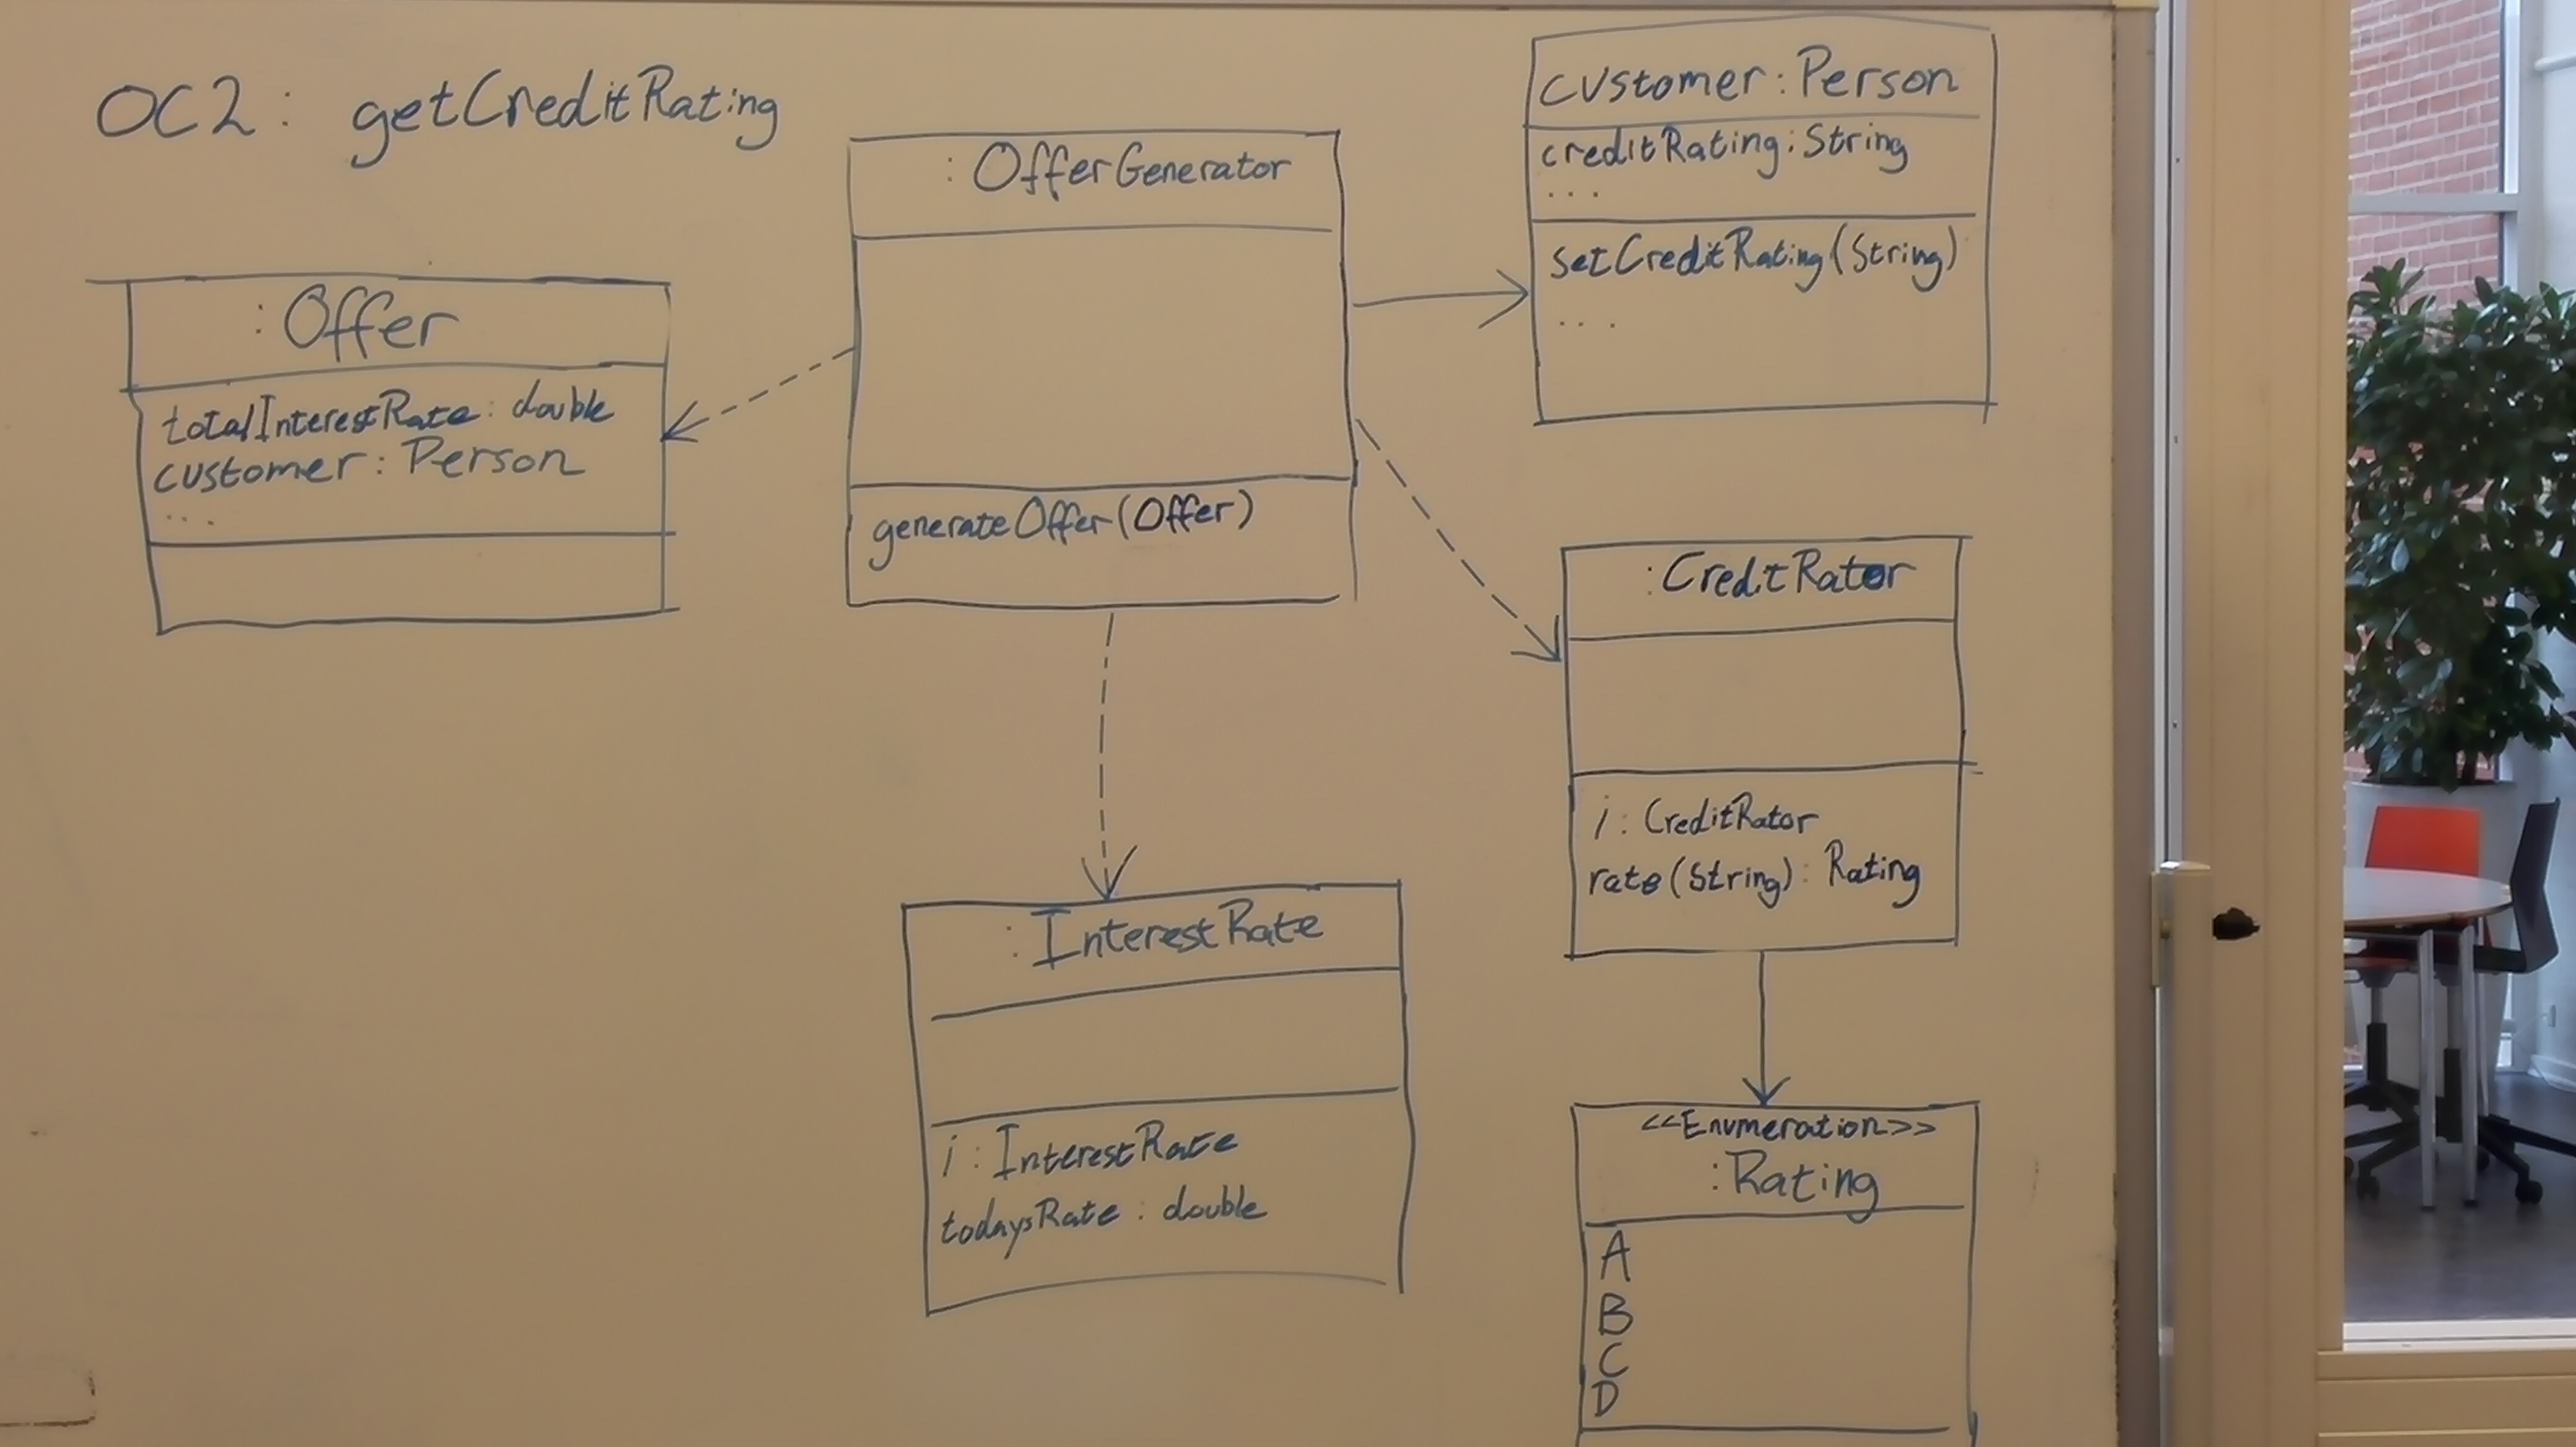 OC2: getCreditRating
:Offer
totalInterestRate: double
customer: Person
...
:OfferGenerator
generateOffer(Offer)
customer: Person
creditRating: String
...
setCreditRating(String)
...
:CreditRator
i: CreditRator
rate(String): Rating
:InterestRate
i: InterestRate
todaysRate: double
<<Enumeration>>
:Rating
A
B
C
D